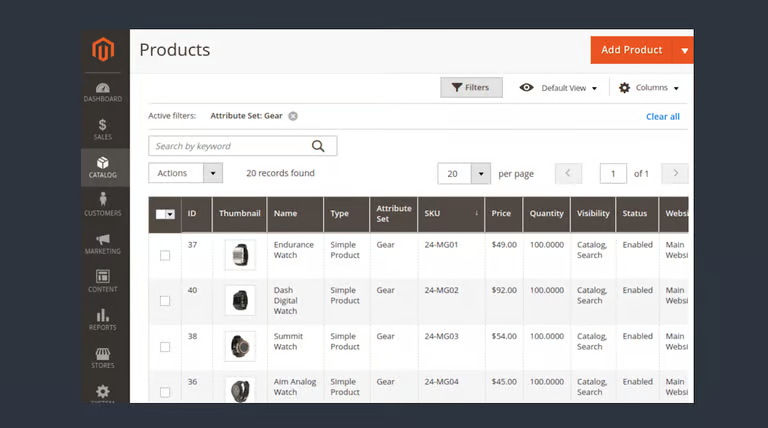 Products
Add Product
Filters
Default View
Columns
Active filters: Attribute Set: Gear
Clear all
Search by keyword
Actions
20 records found
20
per page
1
of 1
DASHBOARD
SALES
CATALOG
CUSTOMERS
MARKETING
CONTENT
REPORTS
STORES
ID Thumbnail Name Type Attribute Set SKU ↓ Price Quantity Visibility Status Websi
37 Endurance Watch Simple Product Gear 24-MG01 $49.00 100.0000 Catalog, Search Enabled Main Websi
40 Dash Digital Watch Simple Product Gear 24-MG02 $92.00 100.0000 Catalog, Search Enabled Main Websi
38 Summit Watch Simple Product Gear 24-MG03 $54.00 100.0000 Catalog, Search Enabled Main Websi
36 Aim Analog Watch Simple Product Gear 24-MG04 $45.00 100.0000 Catalog, Search Enabled Main Websi